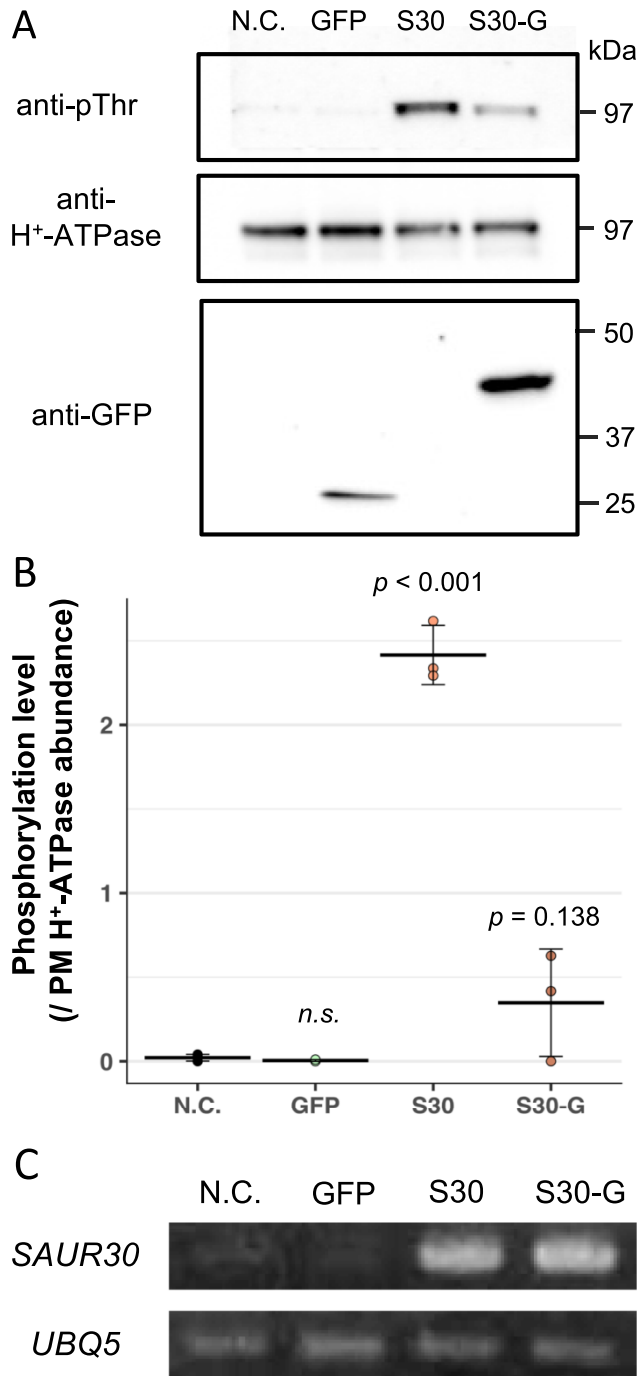 A
N.C. GFP S30 S30-G
kDa
anti-pThr
97
anti-
H⁺-ATPase
97
50
anti-GFP
37
25
B
p < 0.001
Phosphorylation level
(/ PM H⁺-ATPase abundance)
2
p = 0.138
1
n.s.
0
N.C. GFP S30 S30-G
C
N.C. GFP S30 S30-G
SAUR30
UBQ5